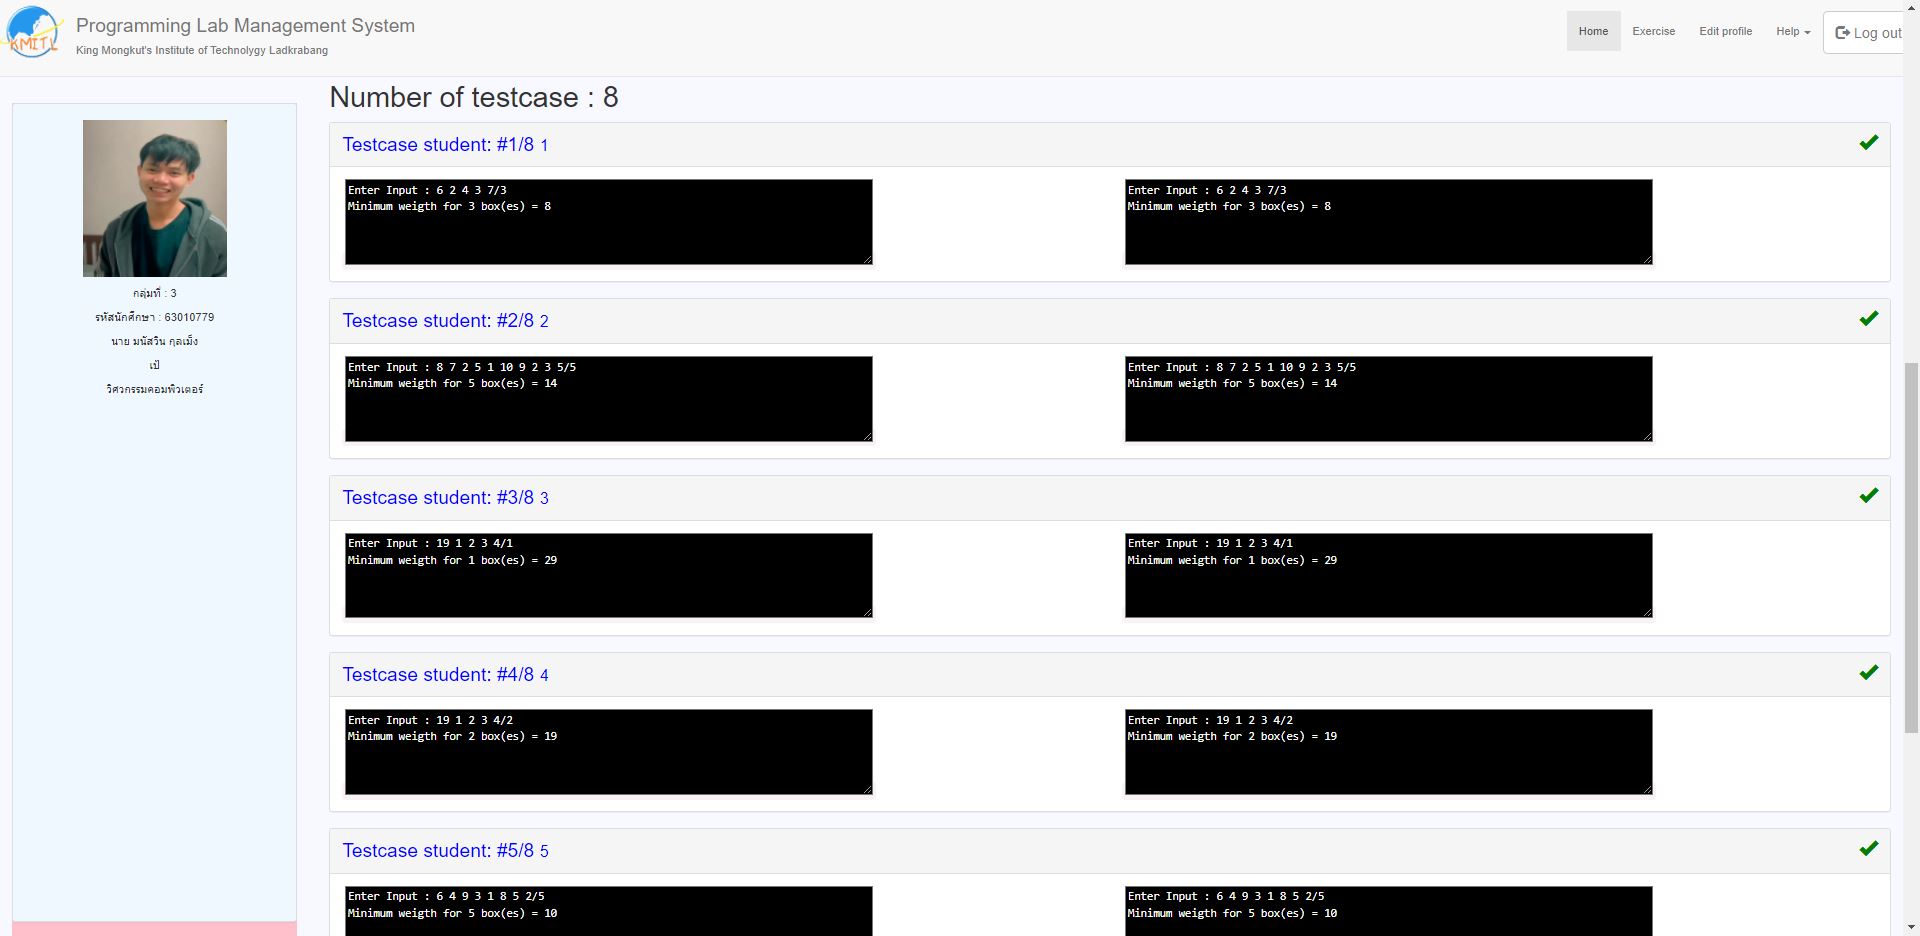 KMITL
Programming Lab Management System
King Mongkut's Institute of Technolygy Ladkrabang
Home
Exercise
Edit profile
Help
Log out
กลุ่มที่ : 3
รหัสนักศึกษา : 63010779
นาย มนัสวิน กุลเม็ง
เป้
วิศวกรรมคอมพิวเตอร์
Number of testcase : 8
Testcase student: #1/8 1
Enter Input : 6 2 4 3 7/3
Minimum weigth for 3 box(es) = 8
Enter Input : 6 2 4 3 7/3
Minimum weigth for 3 box(es) = 8
Testcase student: #2/8 2
Enter Input : 8 7 2 5 1 10 9 2 3 5/5
Minimum weigth for 5 box(es) = 14
Enter Input : 8 7 2 5 1 10 9 2 3 5/5
Minimum weigth for 5 box(es) = 14
Testcase student: #3/8 3
Enter Input : 19 1 2 3 4/1
Minimum weigth for 1 box(es) = 29
Enter Input : 19 1 2 3 4/1
Minimum weigth for 1 box(es) = 29
Testcase student: #4/8 4
Enter Input : 19 1 2 3 4/2
Minimum weigth for 2 box(es) = 19
Enter Input : 19 1 2 3 4/2
Minimum weigth for 2 box(es) = 19
Testcase student: #5/8 5
Enter Input : 6 4 9 3 1 8 5 2/5
Minimum weigth for 5 box(es) = 10
Enter Input : 6 4 9 3 1 8 5 2/5
Minimum weigth for 5 box(es) = 10